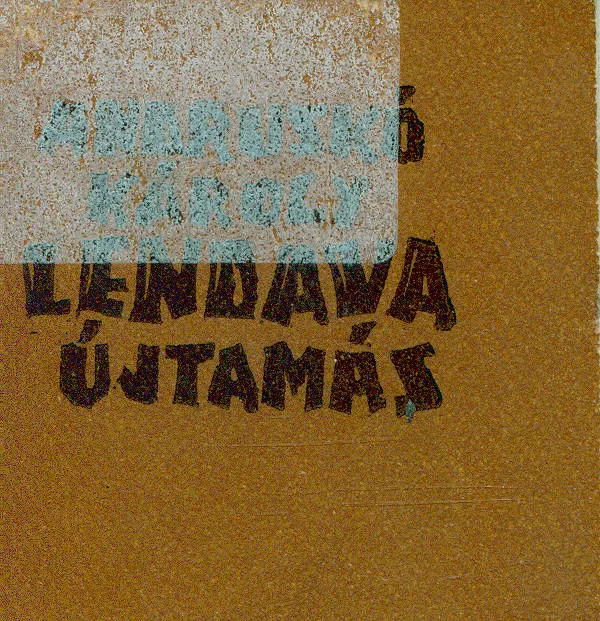 ANDRUSKÓ
KÁROLY
LENDAVA
ÚJTAMÁS